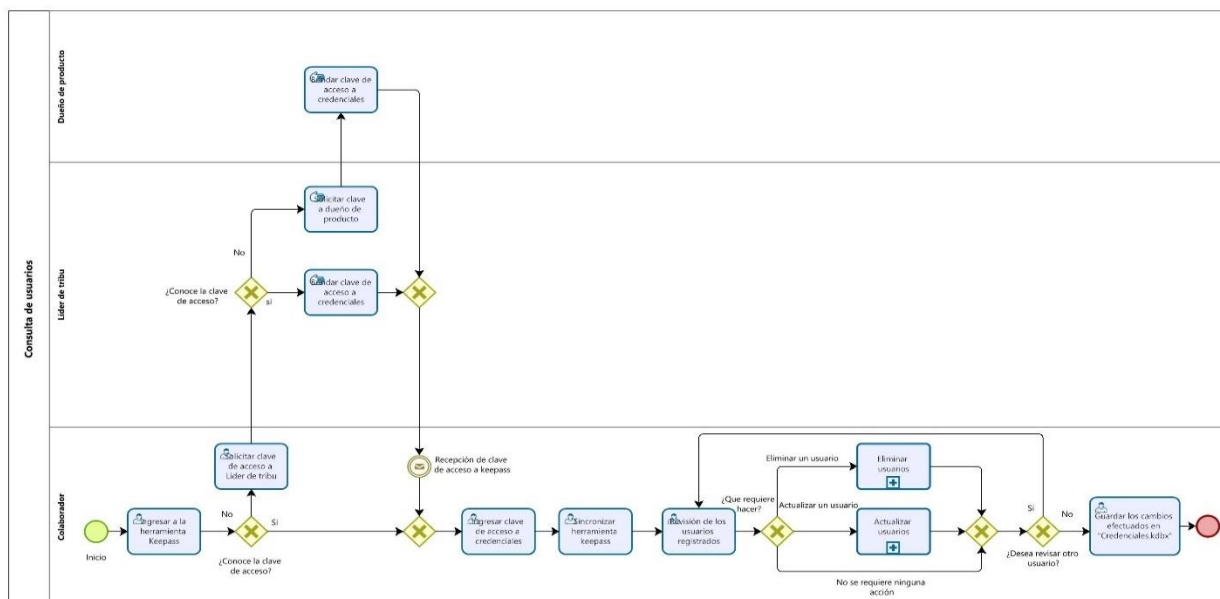 Consulta de usuarios
Dueño de producto
Mandar clave de
acceso a
credenciales
Lider de tribu
Solicitar clave
a dueño de
producto
No
¿Conoce la clave
de acceso?
si
Mandar clave de
acceso a
credenciales
Colaborador
Solicitar clave
de acceso a
Lider de tribu
Recepción de clave
de acceso a keepass
Inicio
Ingresar a la
herramienta
Keepass
No
Si
¿Conoce la clave
de acceso?
Ingresar clave
de acceso a
credenciales
Sincronizar
herramienta
keepass
Revisión de los
usuarios
registrados
¿Que requiere
hacer?
Eliminar un usuario
Eliminar
usuarios
Actualizar un usuario
Actualizar
usuarios
No se requiere ninguna
acción
Si
No
¿Desea revisar otro
usuario?
Guardar los cambios
efectuados en
"Credenciales.kdbx"